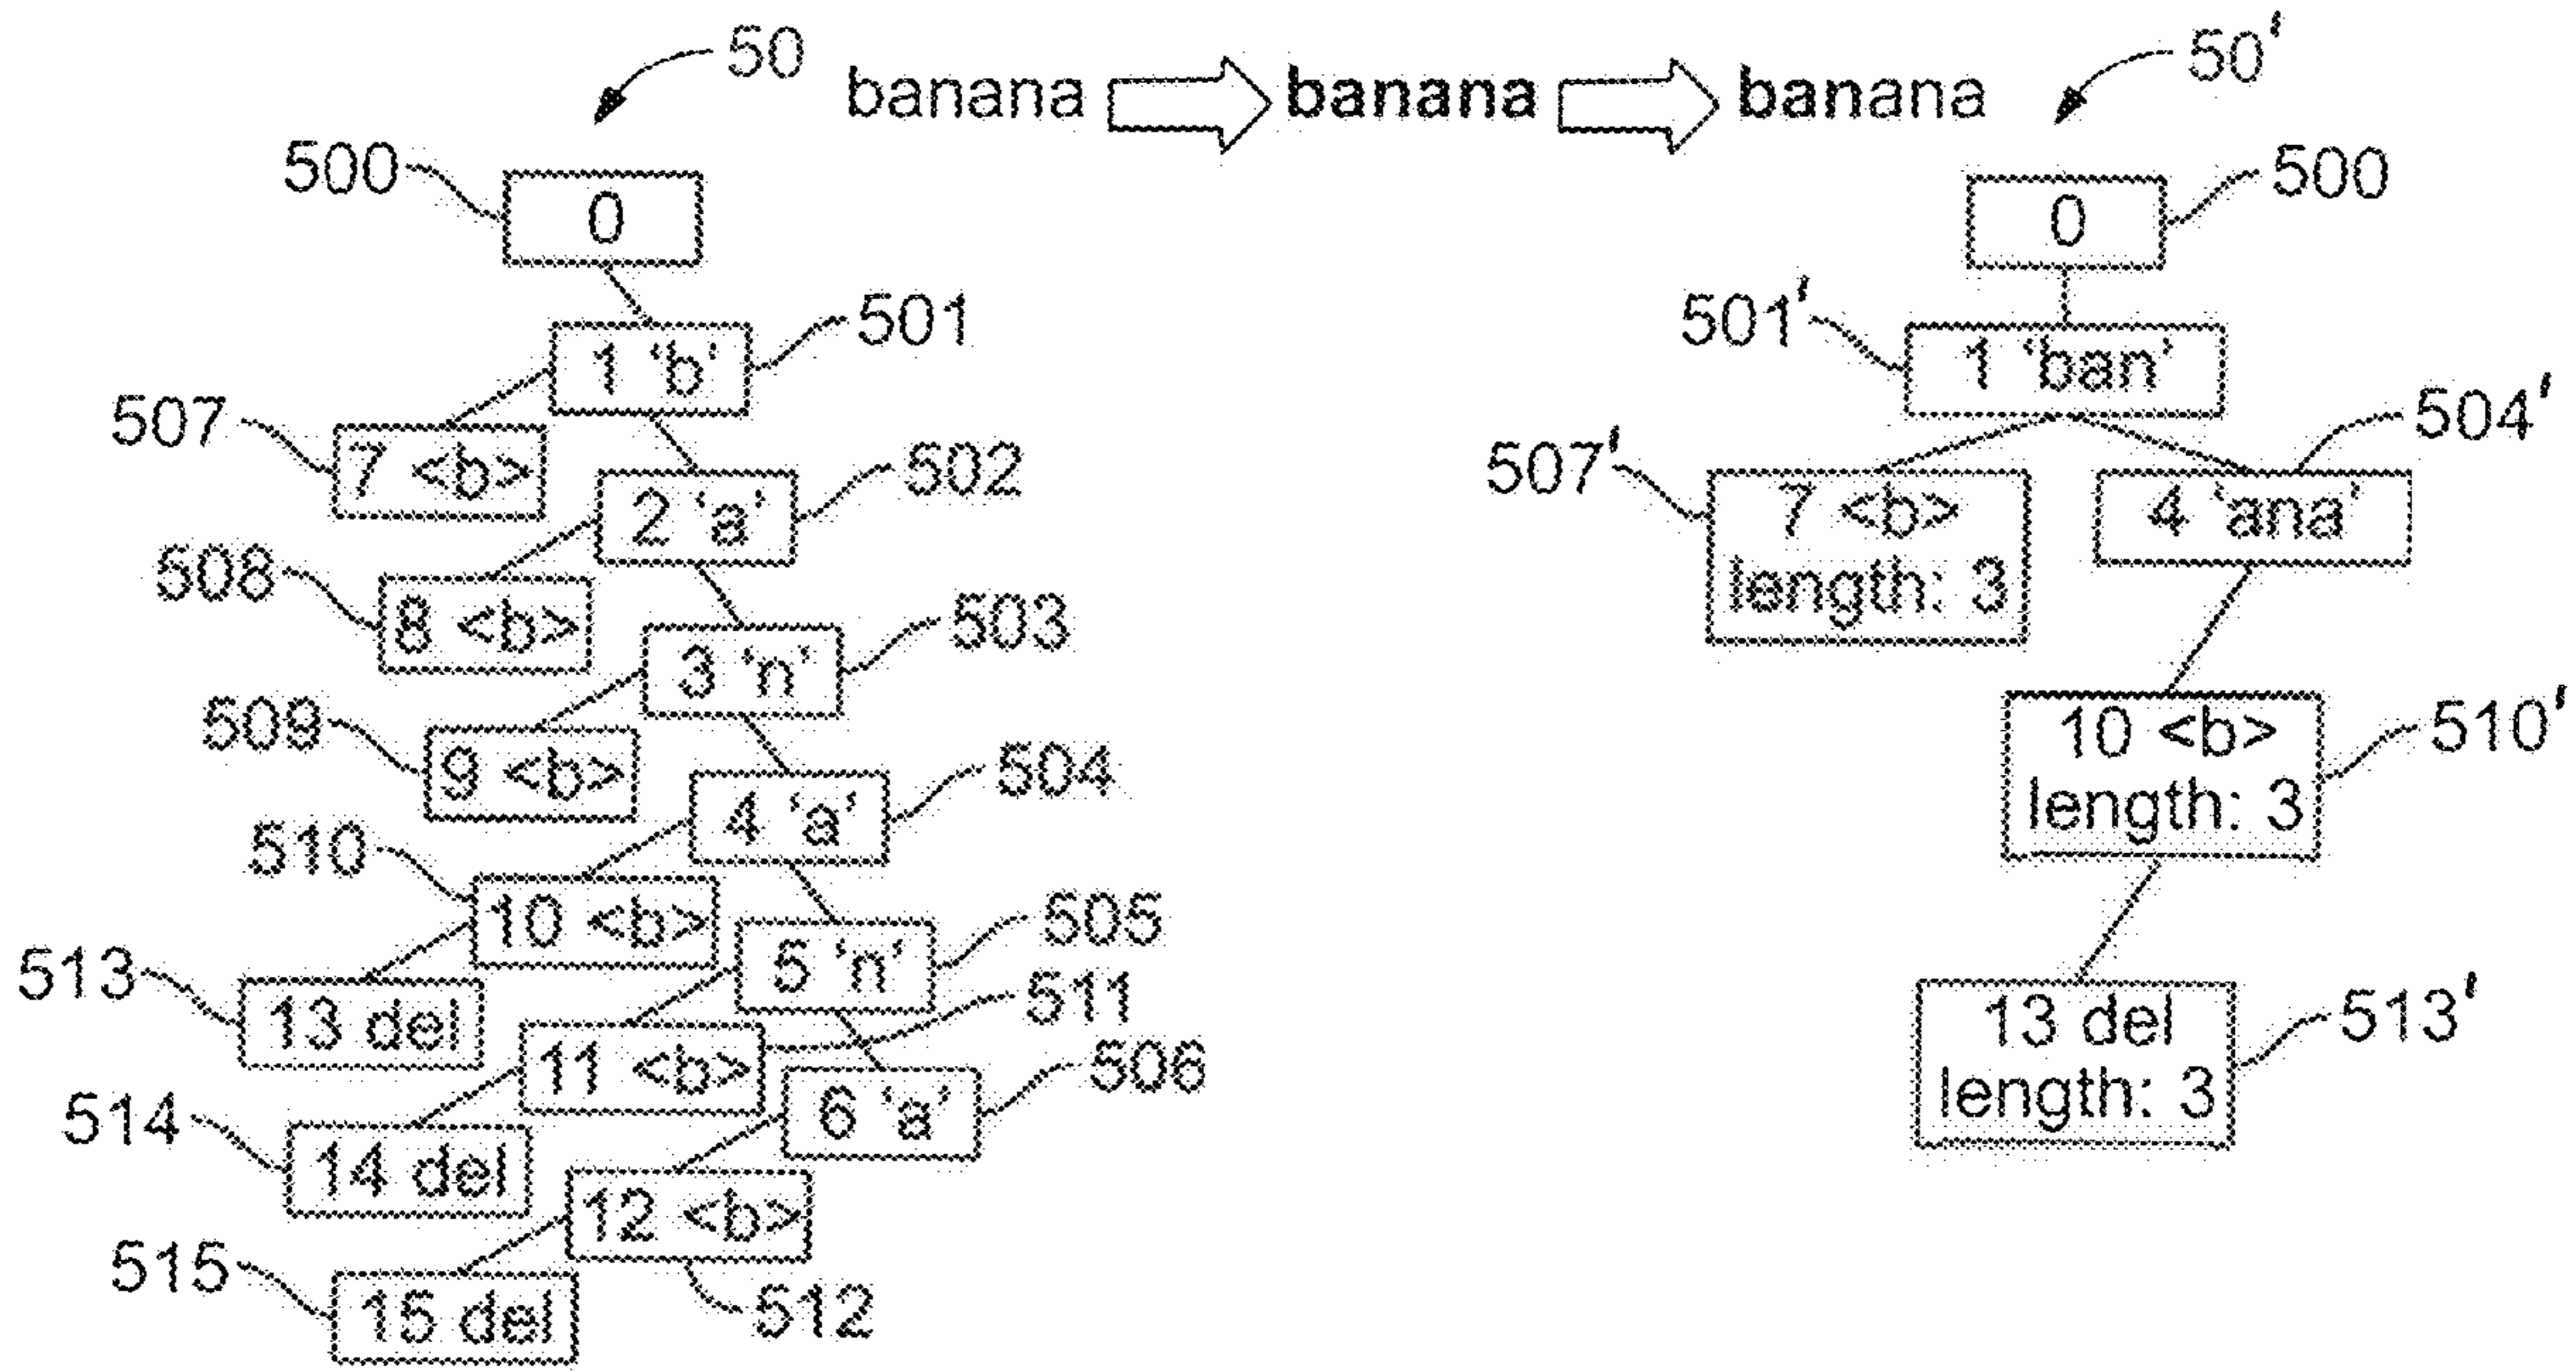 50 banana banana banana 50'
500 0 0 500
1 'b' 501 501' 1 'ban'
507 7 <b> 504'
2 'a' 502 507' 7 <b> 4 'ana'
length: 3
508 8 <b>
3 'n' 503
509 9 <b> 10 <b> 510'
length: 3
4 'a' 504
510 10 <b>
5 'n' 505
513 13 del 511 13 del 513'
length: 3
11 <b>
6 'a' 506
514 14 del
12 <b> 512
515 15 del